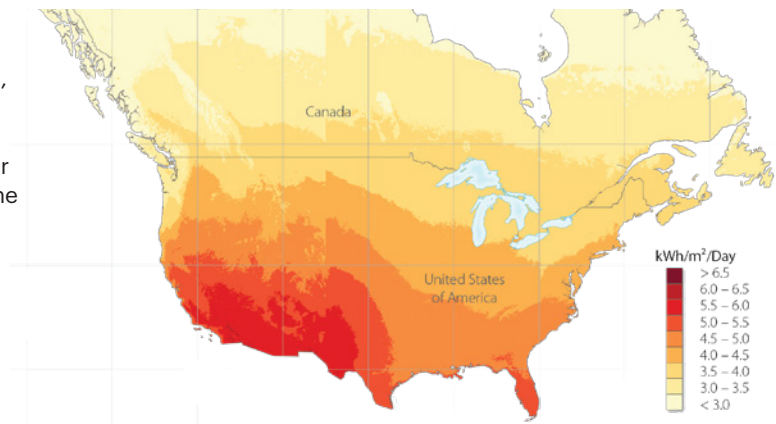 ,
r
ne
Canada
United States
of America
kWh/m²/Day
> 6.5
6.0 – 6.5
5.5 – 6.0
5.0 – 5.5
4.5 – 5.0
4.0 – 4.5
3.5 – 4.0
3.0 – 3.5
< 3.0